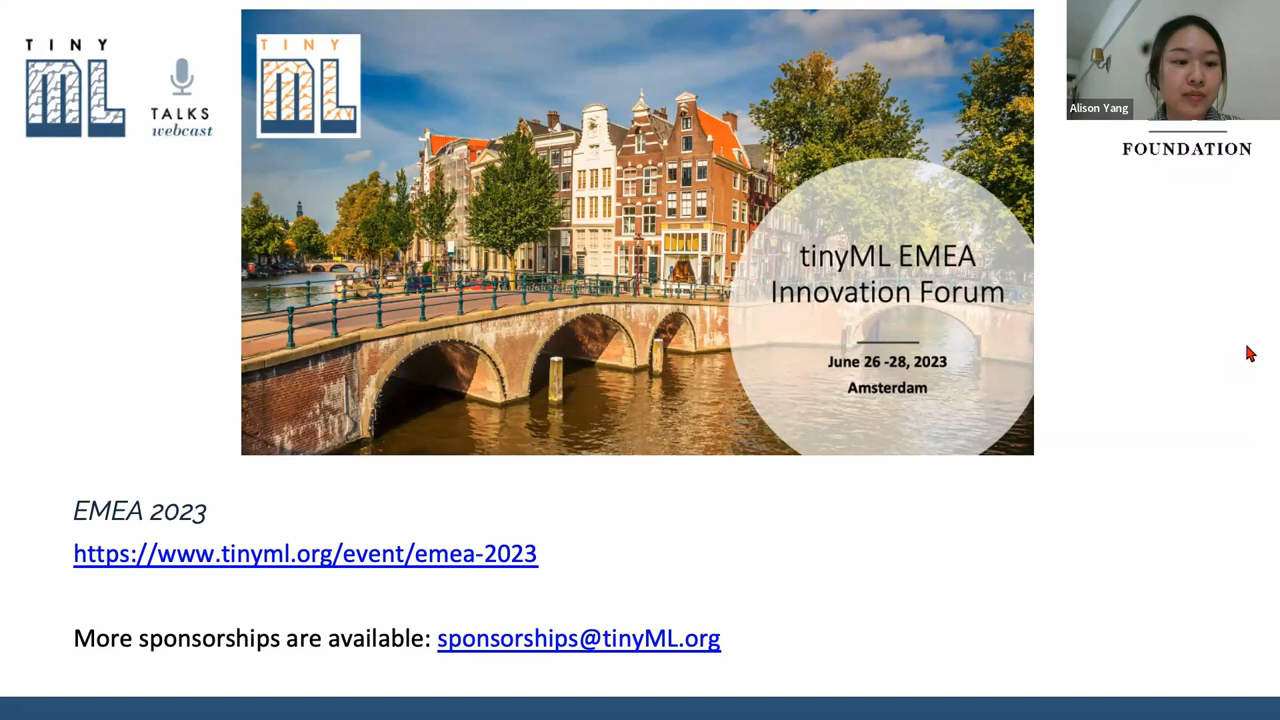 TINY
ML
TALKS
webcast
TINY
ML
Alison Yang
FOUNDATION
tinyML EMEA
Innovation Forum
June 26 -28, 2023
Amsterdam
EMEA 2023
https://www.tinyml.org/event/emea-2023
More sponsorships are available: sponsorships@tinyML.org